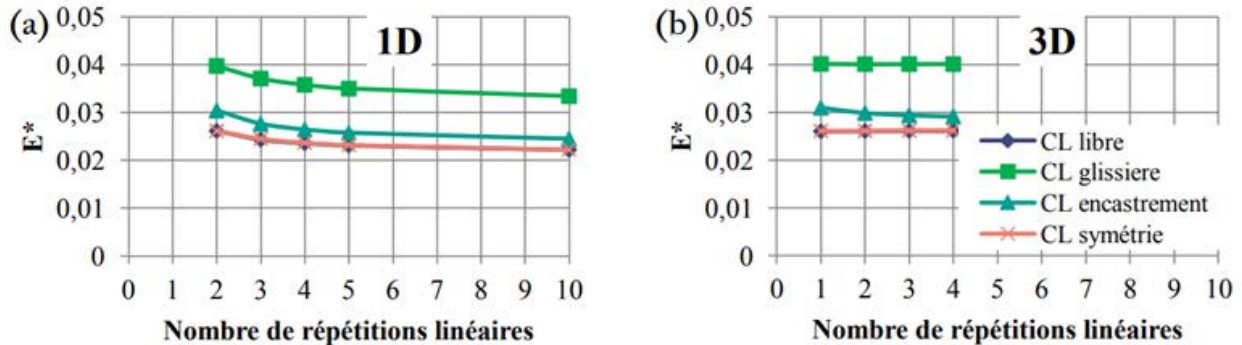 (a)
1D
E*
0,05
0,04
0,03
0,02
0,01
0
0 1 2 3 4 5 6 7 8 9 10
Nombre de répétitions linéaires
(b)
3D
E*
0,05
0,04
0,03
0,02
0,01
0
CL libre
CL glissiere
CL encastrement
CL symétrie
0 1 2 3 4 5 6 7 8 9 10
Nombre de répétitions linéaires